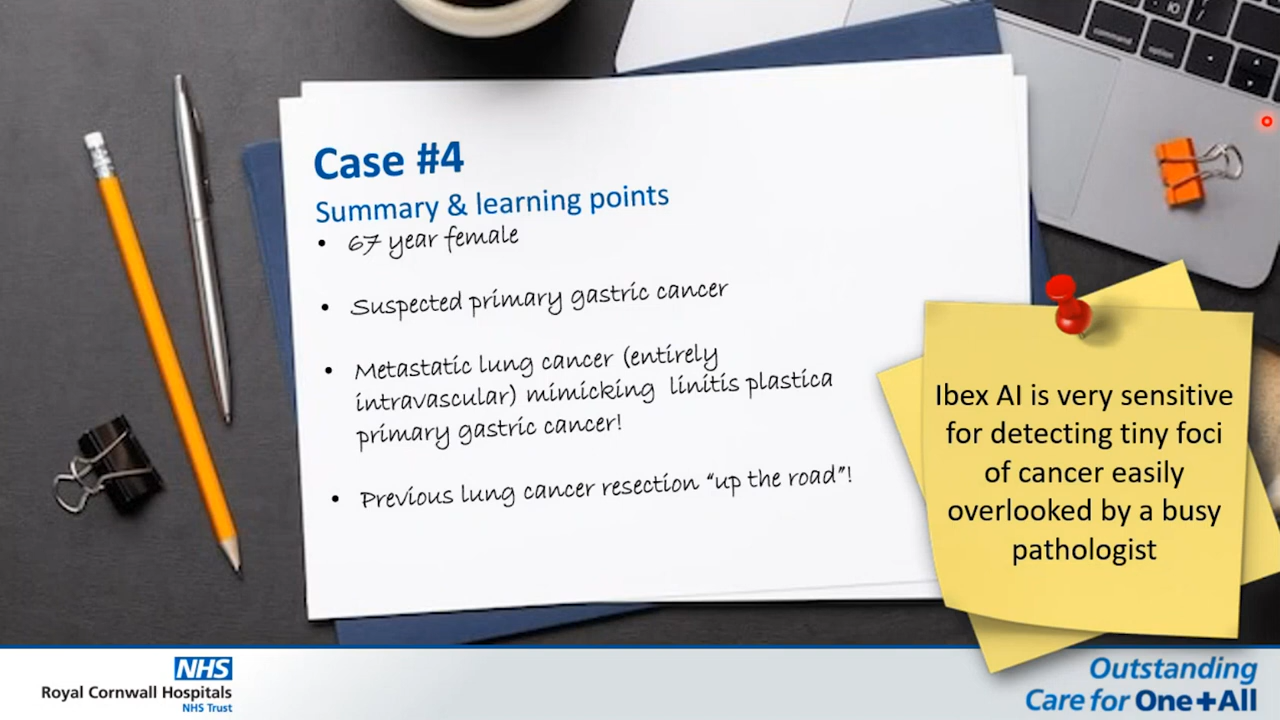 Case #4
Summary & learning points
• 67 year female
• Suspected primary gastric cancer
• Metastatic lung cancer (entirely
intravascular) mimicking linitis plastica
primary gastric cancer!
• Previous lung cancer resection “up the road”!
Ibex AI is very sensitive
for detecting tiny foci
of cancer easily
overlooked by a busy
pathologist
command
option
NHS
Royal Cornwall Hospitals
NHS Trust
Outstanding
Care for One+All